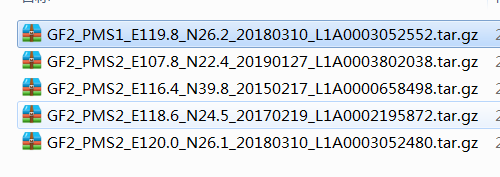 GF2_PMS1_E119.8_N26.2_20180310_L1A0003052552.tar.gz
GF2_PMS2_E107.8_N22.4_20190127_L1A0003802038.tar.gz
GF2_PMS2_E116.4_N39.8_20150217_L1A0000658498.tar.gz
GF2_PMS2_E118.6_N24.5_20170219_L1A0002195872.tar.gz
GF2_PMS2_E120.0_N26.1_20180310_L1A0003052480.tar.gz